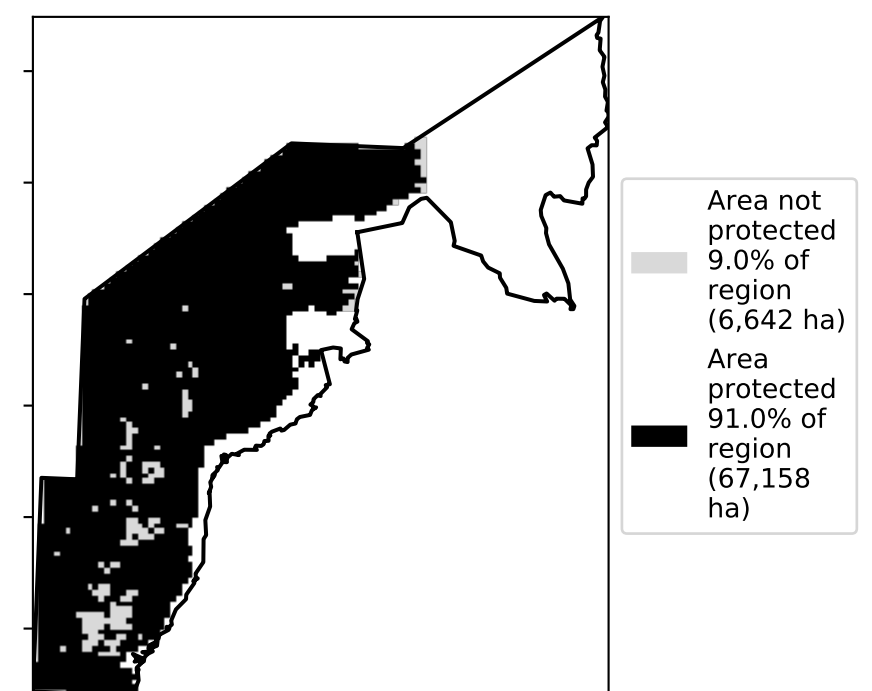 Area not
protected
9.0% of
region
(6,642 ha)
Area
protected
91.0% of
region
(67,158
ha)